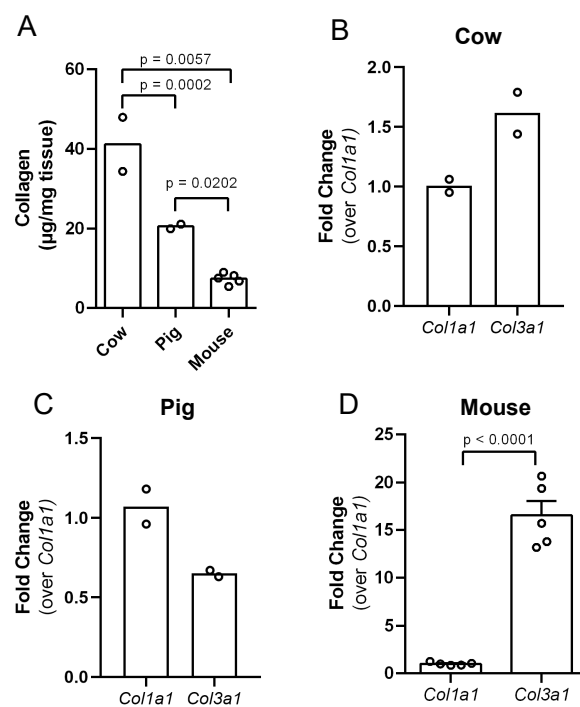 A
p = 0.0057
p = 0.0002
p = 0.0202
Collagen
(µg/mg tissue)
60
40
20
0
Cow
Pig
Mouse
B
Cow
Fold Change
(over Col1a1)
2.0
1.5
1.0
0.5
0.0
Col1a1
Col3a1
C
Pig
Fold Change
(over Col1a1)
1.5
1.0
0.5
0.0
Col1a1
Col3a1
D
Mouse
p < 0.0001
Fold Change
(over Col1a1)
25
20
15
10
5
0
Col1a1
Col3a1